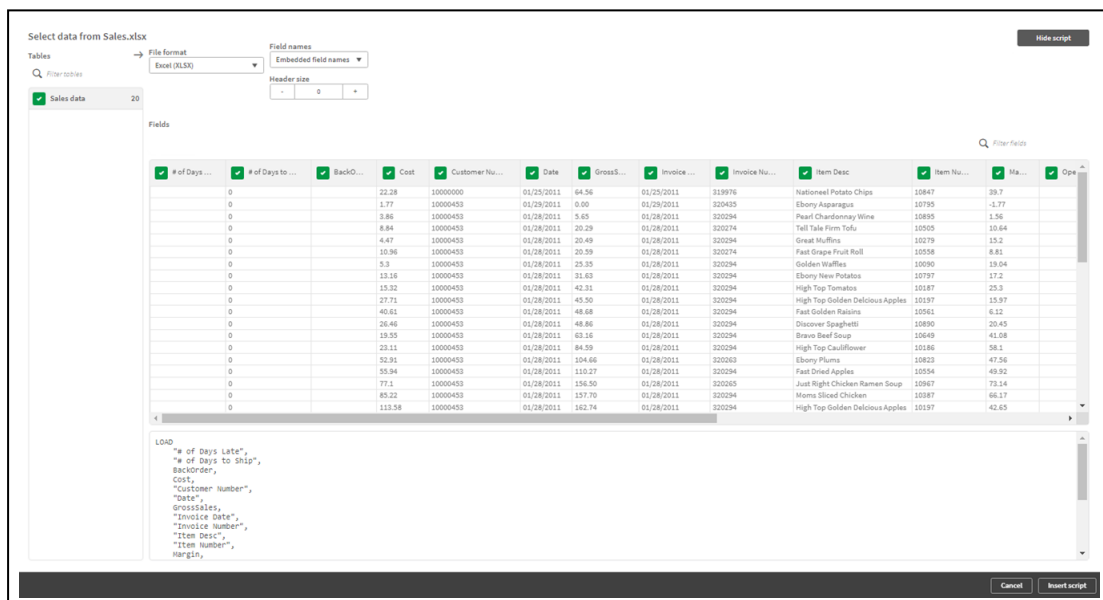 Select data from Sales.xlsx
Hide script
Tables
File format
Field names
Excel (XLSX)
Embedded field names
Filter tables
Header size
- 0 +
Sales data 20
Fields
Filter fields
# of Days ... # of Days to ... BackO... Cost Customer Nu... Date GrossS... Invoice ... Invoice Nu... Item Desc Item Nu... Ma... Ope
0 22.28 10000000 01/25/2011 64.56 01/25/2011 319976 Nationeel Potato Chips 10847 39.7
0 1.77 10000453 01/29/2011 0.00 01/29/2011 320435 Ebony Asparagus 10795 -1.77
0 3.86 10000453 01/28/2011 5.65 01/28/2011 320294 Pearl Chardonnay Wine 10895 1.56
0 8.84 10000453 01/28/2011 20.29 01/28/2011 320274 Tell Tale Firm Tofu 10505 10.64
0 4.47 10000453 01/28/2011 20.49 01/28/2011 320294 Great Muffins 10279 15.2
0 10.96 10000453 01/28/2011 20.59 01/28/2011 320274 Fast Grape Fruit Roll 10558 8.81
0 5.3 10000453 01/28/2011 25.35 01/28/2011 320294 Golden Waffles 10090 19.04
0 13.16 10000453 01/28/2011 31.63 01/28/2011 320294 Ebony New Potatos 10797 17.2
0 15.32 10000453 01/28/2011 42.31 01/28/2011 320294 High Top Tomatos 10187 25.3
0 27.71 10000453 01/28/2011 45.50 01/28/2011 320294 High Top Golden Delcious Apples 10197 15.97
0 40.61 10000453 01/28/2011 48.68 01/28/2011 320294 Fast Golden Raisins 10561 6.12
0 26.46 10000453 01/28/2011 48.86 01/28/2011 320294 Discover Spaghetti 10890 20.45
0 19.55 10000453 01/28/2011 63.16 01/28/2011 320294 Bravo Beef Soup 10649 41.08
0 23.11 10000453 01/28/2011 84.59 01/28/2011 320294 High Top Cauliflower 10186 58.1
0 52.91 10000453 01/28/2011 104.66 01/28/2011 320263 Ebony Plums 10823 47.56
0 55.94 10000453 01/28/2011 110.27 01/28/2011 320294 Fast Dried Apples 10554 49.92
0 77.1 10000453 01/28/2011 156.50 01/28/2011 320265 Just Right Chicken Ramen Soup 10967 73.14
0 85.22 10000453 01/28/2011 157.70 01/28/2011 320294 Moms Sliced Chicken 10387 66.17
0 113.58 10000453 01/28/2011 162.74 01/28/2011 320294 High Top Golden Delcious Apples 10197 42.65
LOAD
"# of Days Late",
"# of Days to Ship",
BackOrder,
Cost,
"Customer Number",
"Date",
GrossSales,
"Invoice Date",
"Invoice Number",
"Item Desc",
"Item Number",
Margin,
Cancel
Insert script